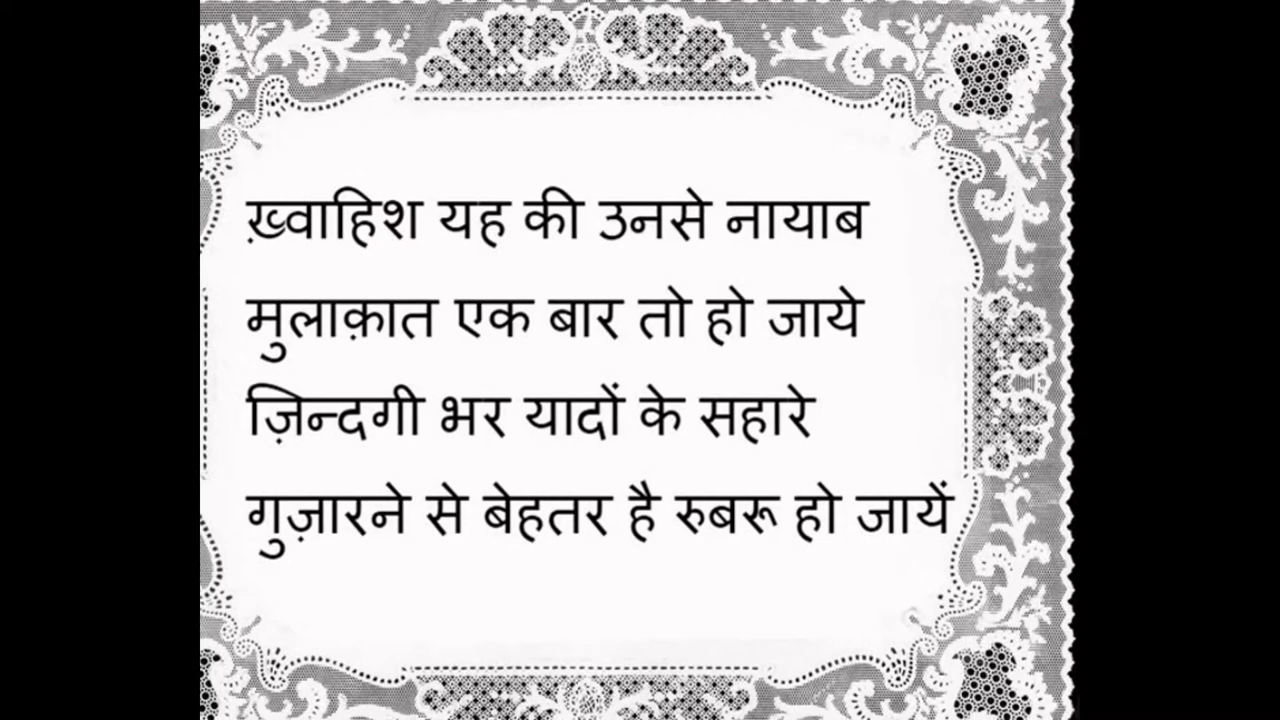 ख़्वाहिश यह की उनसे नायाब
मुलाक़ात एक बार तो हो जाये
ज़िन्दगी भर यादों के सहारे
गुज़ारने से बेहतर है रुबरू हो जायें